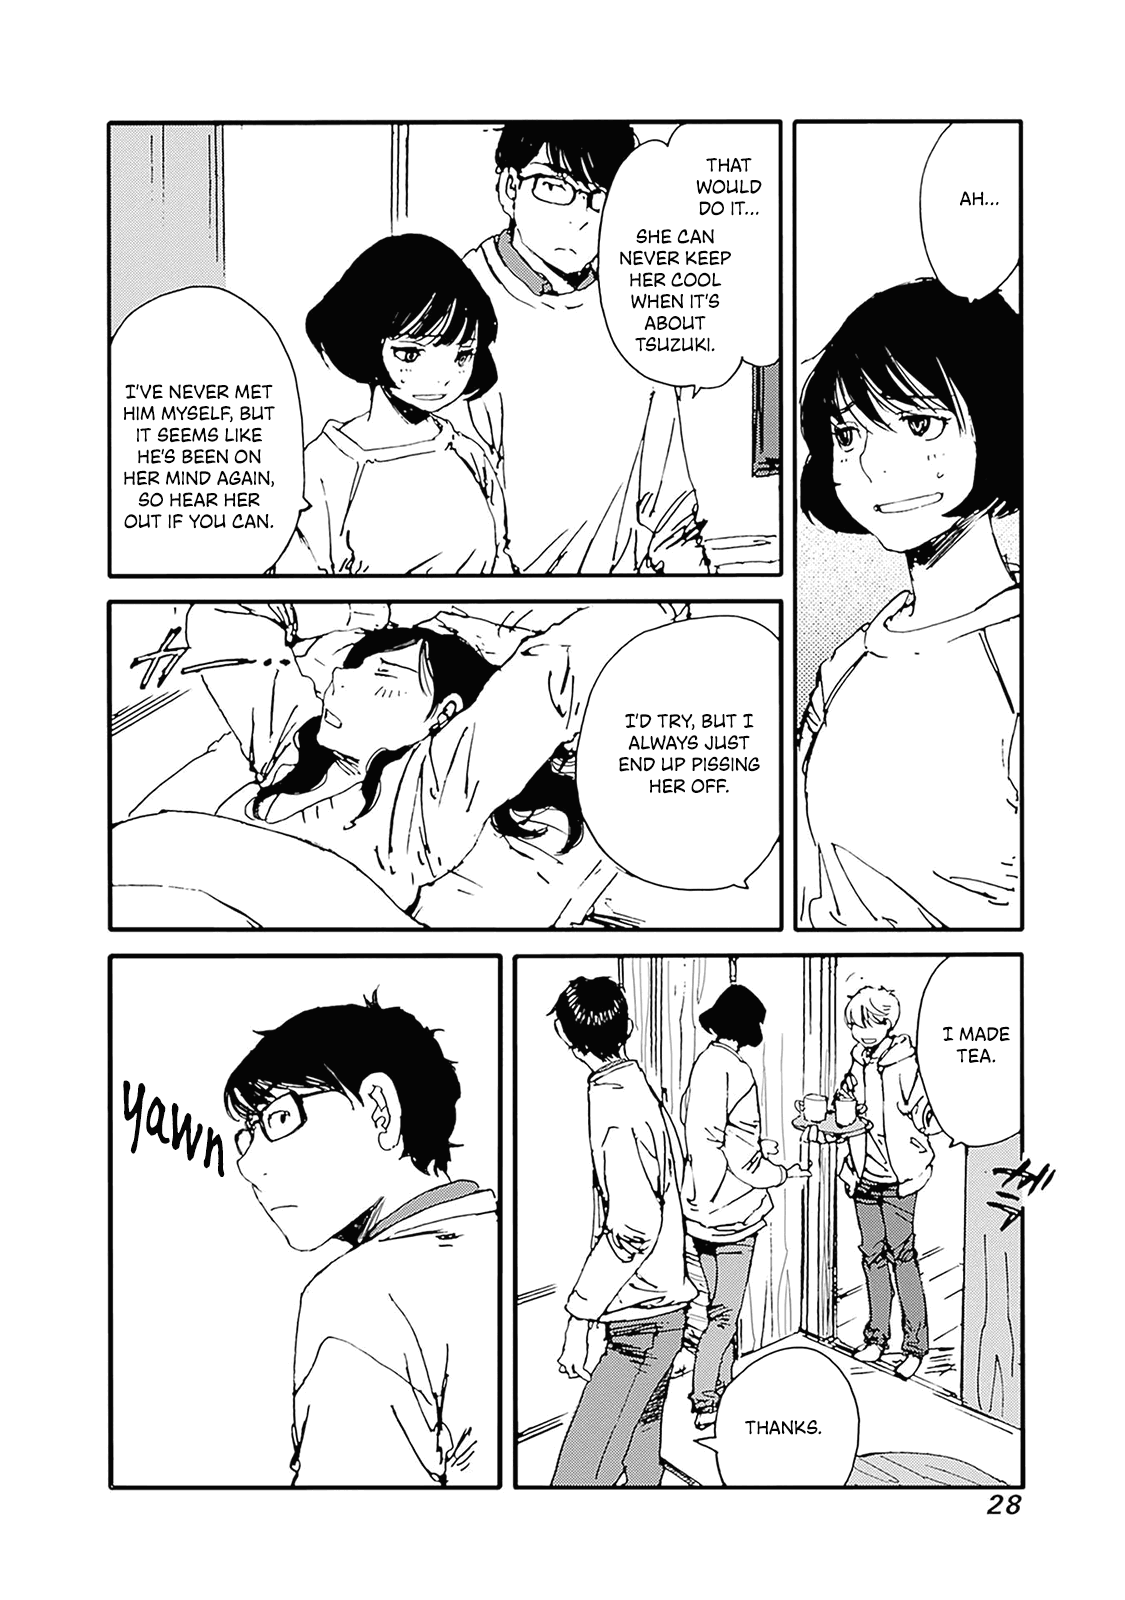 AH...
THAT
WOULD
DO IT...
SHE CAN
NEVER KEEP
HER COOL
WHEN IT'S
ABOUT
TSUZUKI.
I'VE NEVER MET
HIM MYSELF, BUT
IT SEEMS LIKE
HE'S BEEN ON
HER MIND AGAIN,
SO HEAR HER
OUT IF YOU CAN.
I'D TRY, BUT I
ALWAYS JUST
END UP PISSING
HER OFF.
ガー...
I MADE
TEA.
THANKS.
yawn
28